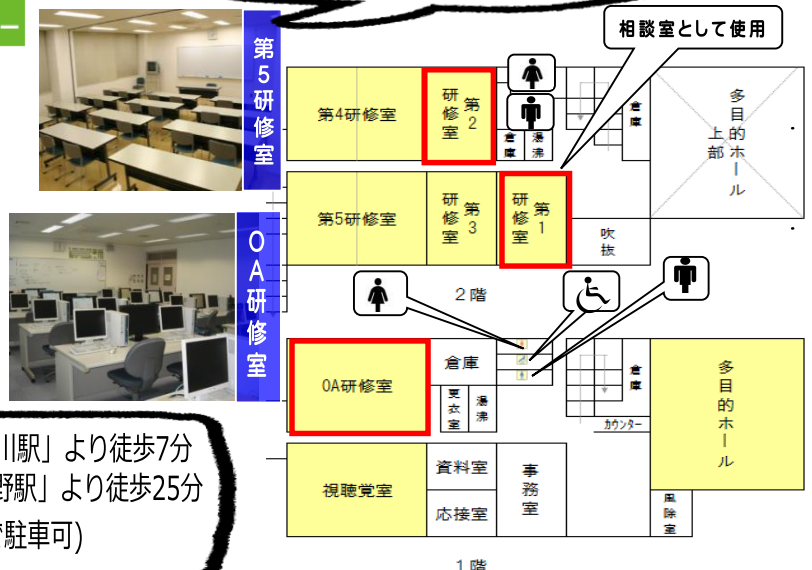 ー
第5研修室
相談室として使用
第4研修室
第2研修室
倉庫
湯沸
倉庫
多目的ホール上部
第5研修室
第3研修室
第1研修室
吹抜
2階
OA研修室
OA研修室
倉庫
更衣室
湯沸
倉庫
カウンター
多目的ホール
視聴覚室
資料室
応接室
事務室
風除室
1階
川駅」より徒歩7分
野駅」より徒歩25分
駐車可)